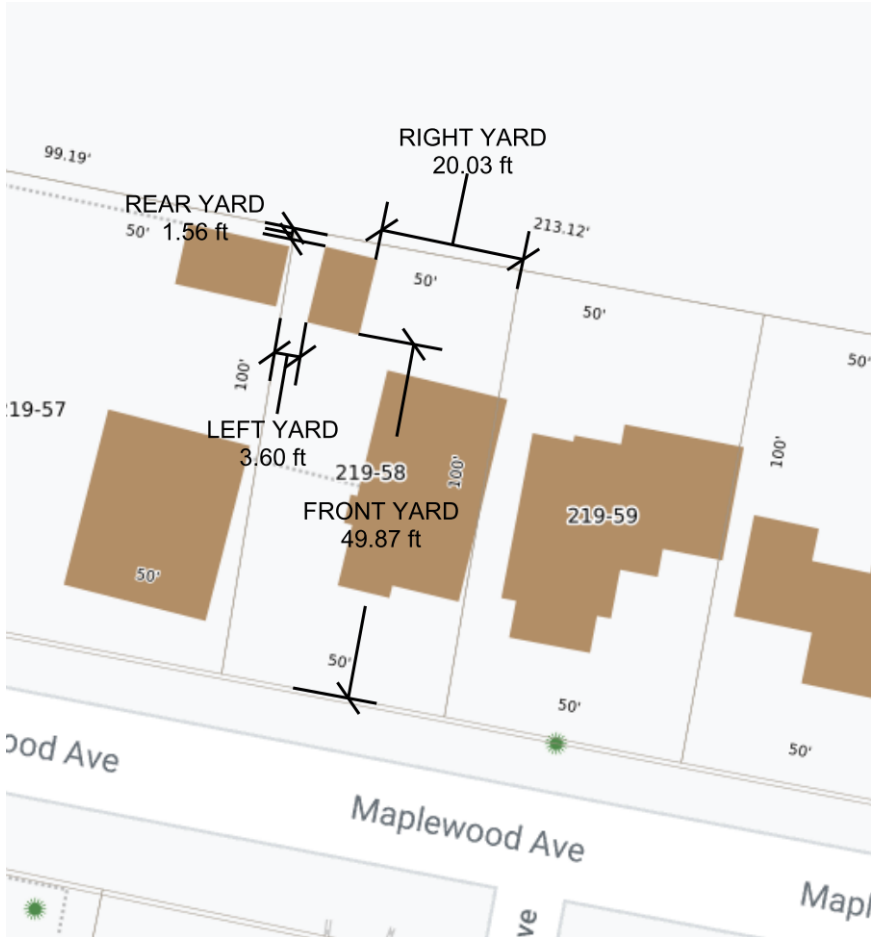 RIGHT YARD
20.03 ft
99.19'
REAR YARD
1.56 ft
50'
213.12'
50'
50'
50'
100'
219-57
LEFT YARD
3.60 ft
100'
219-58
100'
FRONT YARD
49.87 ft
219-59
50'
50'
50'
50'
ood Ave
Maplewood Ave
Mapl
ve